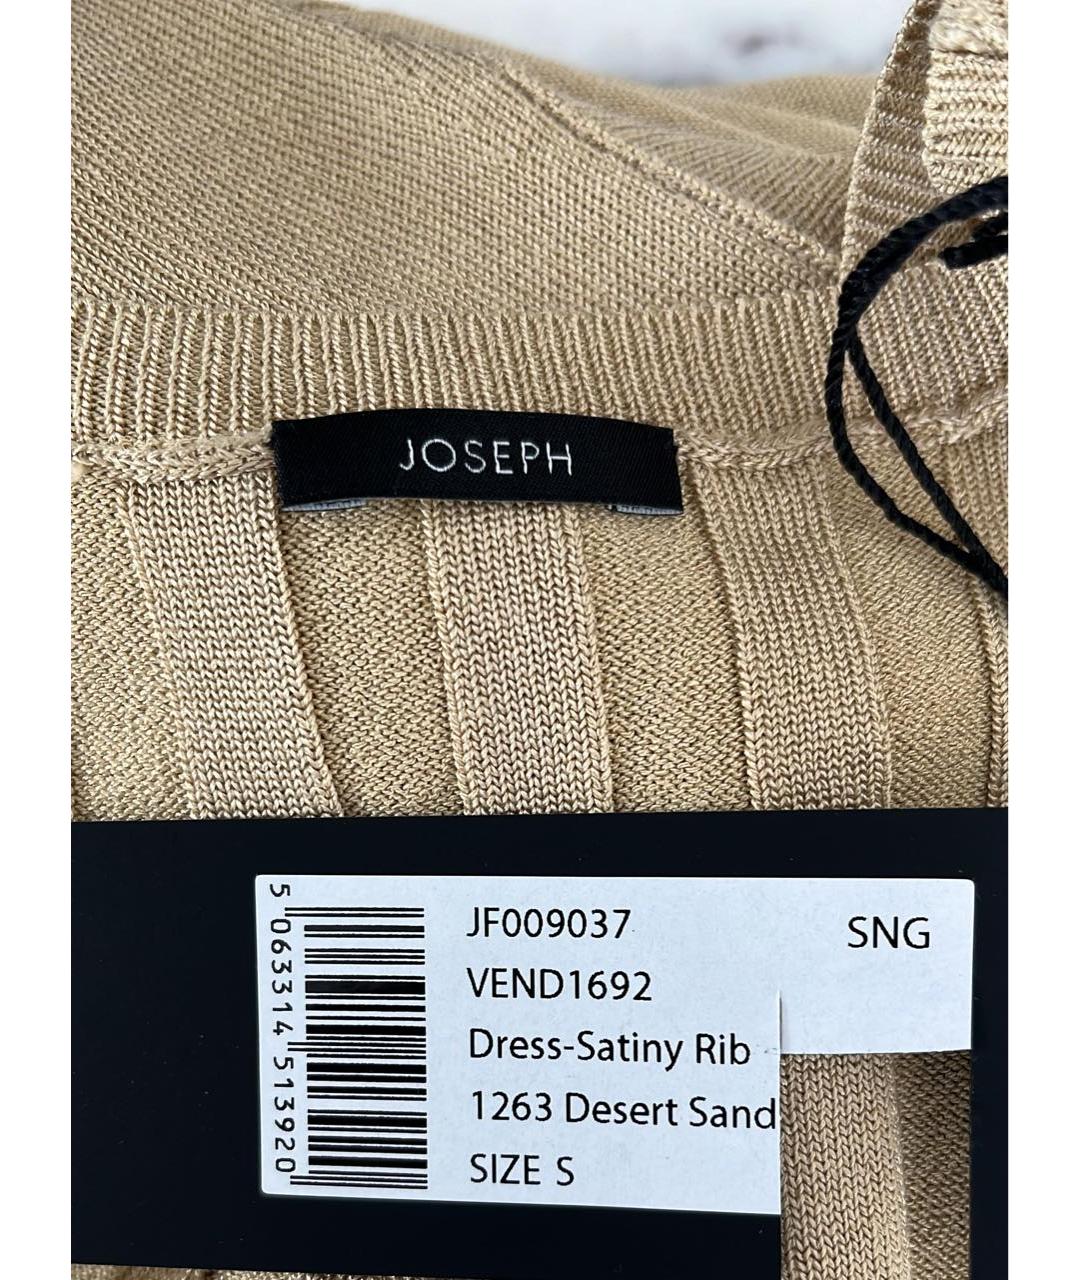 JOSEPH
JF009037
SNG
VEND1692
Dress-Satiny Rib
1263 Desert Sand
SIZE S
5 063314 513920